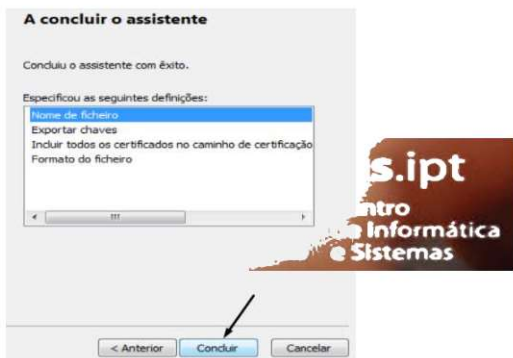 A concluir o assistente
Concluiu o assistente com êxito.
Especificou as seguintes definições:
Nome de ficheiro
Exportar chaves
Incluir todos os certificados no caminho de certificação
Formato do ficheiro
s.ipt
Informática
e Sistemas
< Anterior
Concluir
Cancelar